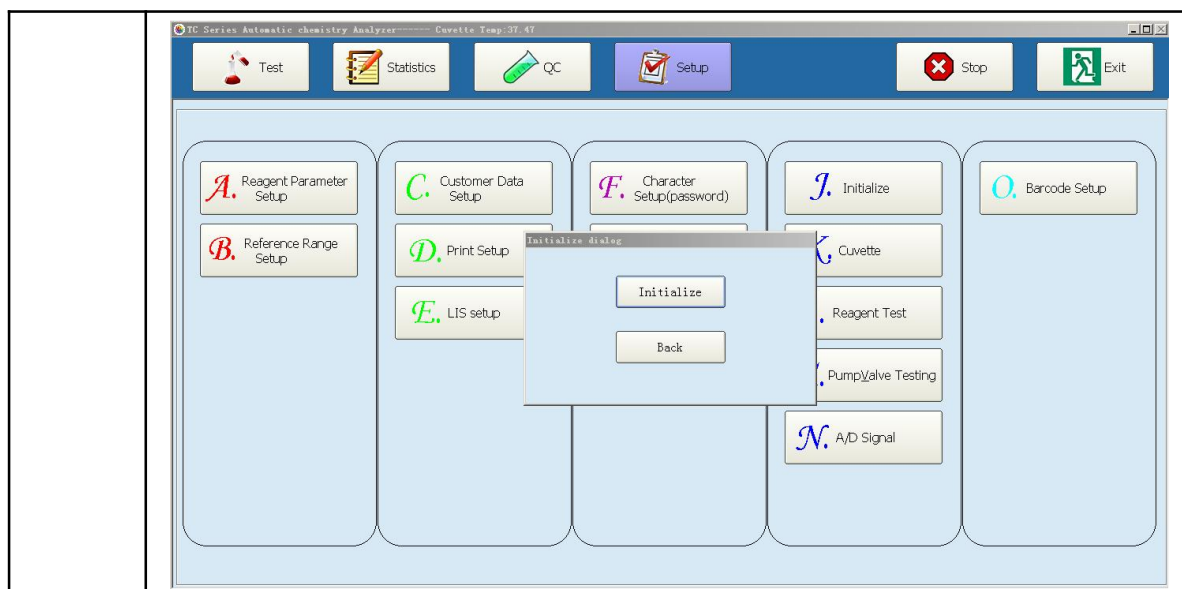 TC Series Automatic chemistry Analyzer------ Cuvette Temp:37.47
Test
Statistics
QC
Setup
Stop
Exit
A. Reagent Parameter
Setup
B. Reference Range
Setup
C. Customer Data
Setup
D. Print Setup
E. LIS setup
F. Character
Setup(password)
J. Initialize
K. Cuvette
. Reagent Test
. PumpValve Testing
N. A/D Signal
O. Barcode Setup
Initialize dialog
Initialize
Back